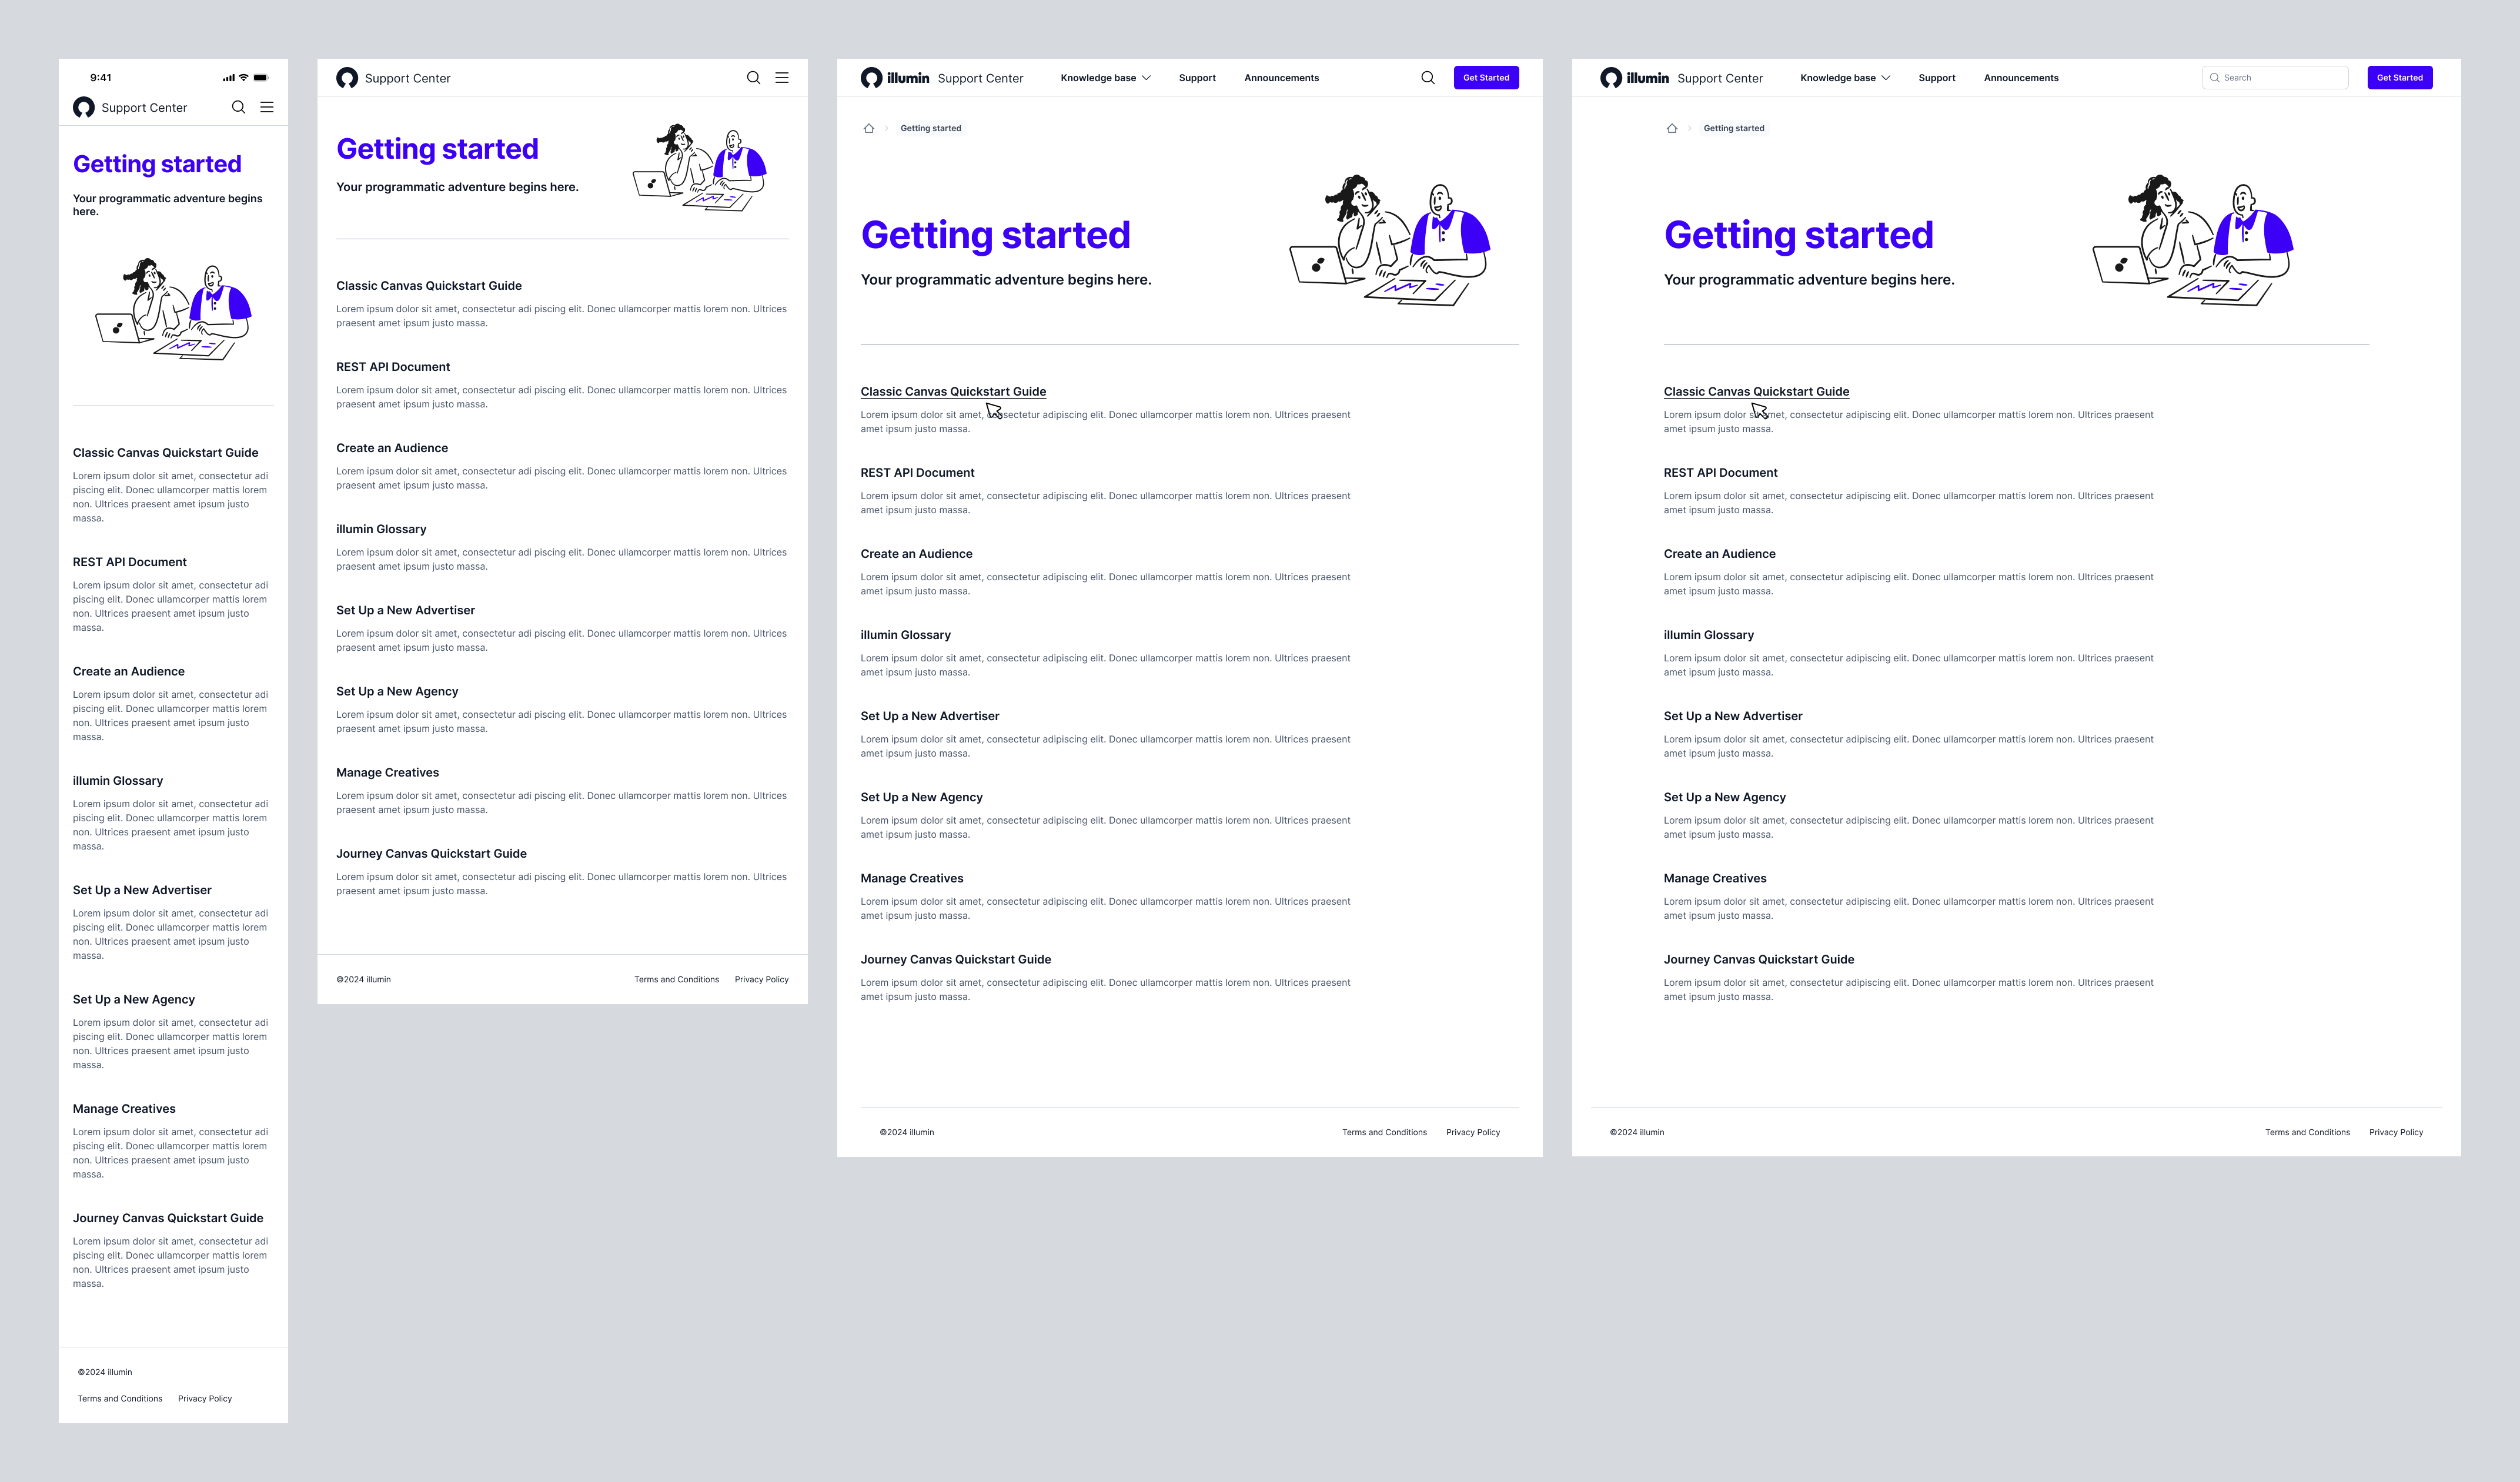 9:41
Support Center
Getting started
Your programmatic adventure begins
here.
Classic Canvas Quickstart Guide
Lorem ipsum dolor sit amet, consectetur adi
piscing elit. Donec ullamcorper mattis lorem
non. Ultrices praesent amet ipsum justo
massa.
REST API Document
Lorem ipsum dolor sit amet, consectetur adi
piscing elit. Donec ullamcorper mattis lorem
non. Ultrices praesent amet ipsum justo
massa.
Create an Audience
Lorem ipsum dolor sit amet, consectetur adi
piscing elit. Donec ullamcorper mattis lorem
non. Ultrices praesent amet ipsum justo
massa.
illumin Glossary
Lorem ipsum dolor sit amet, consectetur adi
piscing elit. Donec ullamcorper mattis lorem
non. Ultrices praesent amet ipsum justo
massa.
Set Up a New Advertiser
Lorem ipsum dolor sit amet, consectetur adi
piscing elit. Donec ullamcorper mattis lorem
non. Ultrices praesent amet ipsum justo
massa.
Set Up a New Agency
Lorem ipsum dolor sit amet, consectetur adi
piscing elit. Donec ullamcorper mattis lorem
non. Ultrices praesent amet ipsum justo
massa.
Manage Creatives
Lorem ipsum dolor sit amet, consectetur adi
piscing elit. Donec ullamcorper mattis lorem
non. Ultrices praesent amet ipsum justo
massa.
Journey Canvas Quickstart Guide
Lorem ipsum dolor sit amet, consectetur adi
piscing elit. Donec ullamcorper mattis lorem
non. Ultrices praesent amet ipsum justo
massa.
©2024 illumin
Terms and Conditions Privacy Policy
Support Center
Getting started
Your programmatic adventure begins here.
Classic Canvas Quickstart Guide
Lorem ipsum dolor sit amet, consectetur adi piscing elit. Donec ullamcorper mattis lorem non. Ultrices
praesent amet ipsum justo massa.
REST API Document
Lorem ipsum dolor sit amet, consectetur adi piscing elit. Donec ullamcorper mattis lorem non. Ultrices
praesent amet ipsum justo massa.
Create an Audience
Lorem ipsum dolor sit amet, consectetur adi piscing elit. Donec ullamcorper mattis lorem non. Ultrices
praesent amet ipsum justo massa.
illumin Glossary
Lorem ipsum dolor sit amet, consectetur adi piscing elit. Donec ullamcorper mattis lorem non. Ultrices
praesent amet ipsum justo massa.
Set Up a New Advertiser
Lorem ipsum dolor sit amet, consectetur adi piscing elit. Donec ullamcorper mattis lorem non. Ultrices
praesent amet ipsum justo massa.
Set Up a New Agency
Lorem ipsum dolor sit amet, consectetur adi piscing elit. Donec ullamcorper mattis lorem non. Ultrices
praesent amet ipsum justo massa.
Manage Creatives
Lorem ipsum dolor sit amet, consectetur adi piscing elit. Donec ullamcorper mattis lorem non. Ultrices
praesent amet ipsum justo massa.
Journey Canvas Quickstart Guide
Lorem ipsum dolor sit amet, consectetur adi piscing elit. Donec ullamcorper mattis lorem non. Ultrices
praesent amet ipsum justo massa.
©2024 illumin Terms and Conditions Privacy Policy
illumin Support Center Knowledge base Support Announcements Get Started
Getting started
Getting started
Your programmatic adventure begins here.
Classic Canvas Quickstart Guide
Lorem ipsum dolor sit amet, consectetur adipiscing elit. Donec ullamcorper mattis lorem non. Ultrices praesent
amet ipsum justo massa.
REST API Document
Lorem ipsum dolor sit amet, consectetur adipiscing elit. Donec ullamcorper mattis lorem non. Ultrices praesent
amet ipsum justo massa.
Create an Audience
Lorem ipsum dolor sit amet, consectetur adipiscing elit. Donec ullamcorper mattis lorem non. Ultrices praesent
amet ipsum justo massa.
illumin Glossary
Lorem ipsum dolor sit amet, consectetur adipiscing elit. Donec ullamcorper mattis lorem non. Ultrices praesent
amet ipsum justo massa.
Set Up a New Advertiser
Lorem ipsum dolor sit amet, consectetur adipiscing elit. Donec ullamcorper mattis lorem non. Ultrices praesent
amet ipsum justo massa.
Set Up a New Agency
Lorem ipsum dolor sit amet, consectetur adipiscing elit. Donec ullamcorper mattis lorem non. Ultrices praesent
amet ipsum justo massa.
Manage Creatives
Lorem ipsum dolor sit amet, consectetur adipiscing elit. Donec ullamcorper mattis lorem non. Ultrices praesent
amet ipsum justo massa.
Journey Canvas Quickstart Guide
Lorem ipsum dolor sit amet, consectetur adipiscing elit. Donec ullamcorper mattis lorem non. Ultrices praesent
amet ipsum justo massa.
©2024 illumin Terms and Conditions Privacy Policy
illumin Support Center Knowledge base Support Announcements Search Get Started
Getting started
Getting started
Your programmatic adventure begins here.
Classic Canvas Quickstart Guide
Lorem ipsum dolor sit amet, consectetur adipiscing elit. Donec ullamcorper mattis lorem non. Ultrices praesent
amet ipsum justo massa.
REST API Document
Lorem ipsum dolor sit amet, consectetur adipiscing elit. Donec ullamcorper mattis lorem non. Ultrices praesent
amet ipsum justo massa.
Create an Audience
Lorem ipsum dolor sit amet, consectetur adipiscing elit. Donec ullamcorper mattis lorem non. Ultrices praesent
amet ipsum justo massa.
illumin Glossary
Lorem ipsum dolor sit amet, consectetur adipiscing elit. Donec ullamcorper mattis lorem non. Ultrices praesent
amet ipsum justo massa.
Set Up a New Advertiser
Lorem ipsum dolor sit amet, consectetur adipiscing elit. Donec ullamcorper mattis lorem non. Ultrices praesent
amet ipsum justo massa.
Set Up a New Agency
Lorem ipsum dolor sit amet, consectetur adipiscing elit. Donec ullamcorper mattis lorem non. Ultrices praesent
amet ipsum justo massa.
Manage Creatives
Lorem ipsum dolor sit amet, consectetur adipiscing elit. Donec ullamcorper mattis lorem non. Ultrices praesent
amet ipsum justo massa.
Journey Canvas Quickstart Guide
Lorem ipsum dolor sit amet, consectetur adipiscing elit. Donec ullamcorper mattis lorem non. Ultrices praesent
amet ipsum justo massa.
©2024 illumin Terms and Conditions Privacy Policy